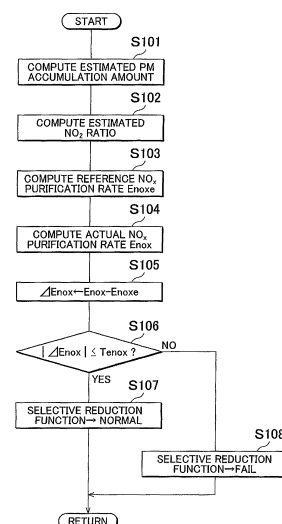 START
S101
COMPUTE ESTIMATED PM
ACCUMULATION AMOUNT
S102
COMPUTE ESTIMATED
NO₂ RATIO
S103
COMPUTE REFERENCE NOₓ
PURIFICATION RATE Enoxe
S104
COMPUTE ACTUAL NOₓ
PURIFICATION RATE Enox
S105
⊿Enox←Enox-Enoxe
S106
|⊿Enox| ≦ Tenox ?
NO
YES
S107
SELECTIVE REDUCTION
FUNCTION→ NORMAL
S108
SELECTIVE REDUCTION
FUNCTION→FAIL
RETURN